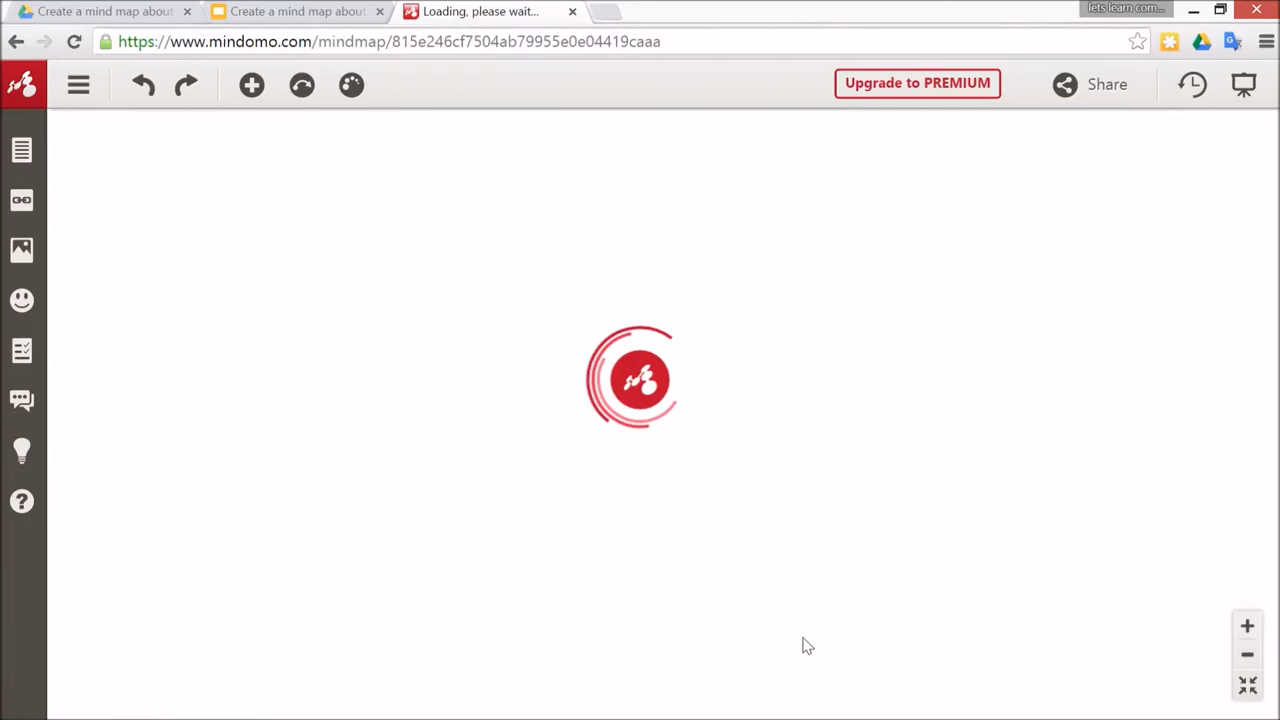 Create a mind map about
Create a mind map about
Loading, please wait...
lets learn com...
https://www.mindomo.com/mindmap/815e246cf7504ab79955e0e04419caaa
Upgrade to PREMIUM
Share